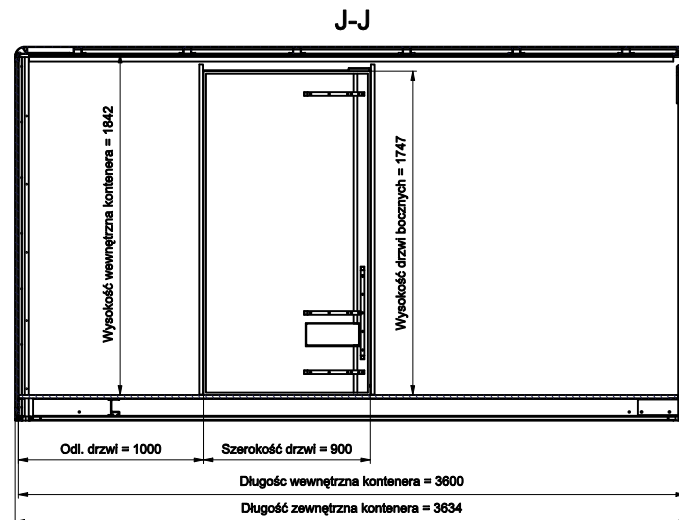 J-J
Wysokość wewnętrzna kontenera = 1842
Wysokość drzwi bocznych = 1747
Odl. drzwi = 1000
Szerokość drzwi = 900
Długośc wewnętrzna kontenera = 3600
Długość zewnętrzna kontenera = 3634